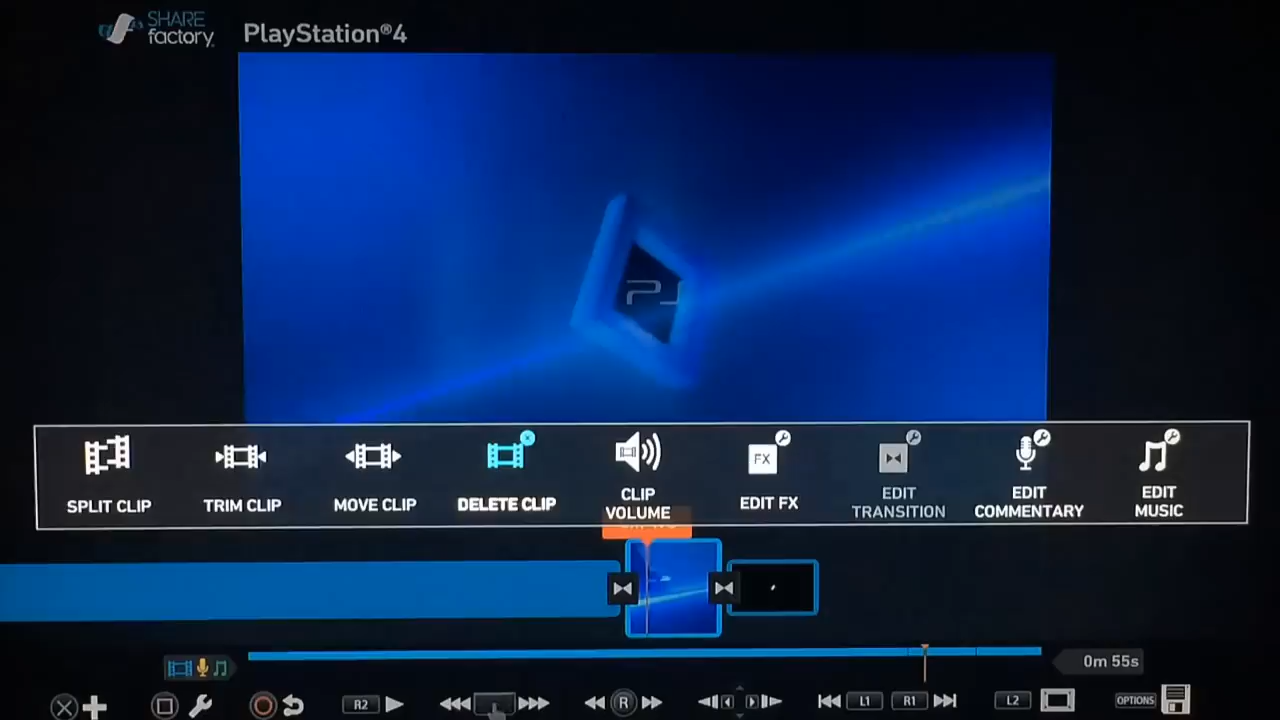 SHARE
factory
PlayStation®4
SPLIT CLIP
TRIM CLIP
MOVE CLIP
DELETE CLIP
CLIP
VOLUME
EDIT FX
EDIT
TRANSITION
EDIT
COMMENTARY
EDIT
MUSIC
FX
0m 55s
R2
R
L1
R1
L2
OPTIONS